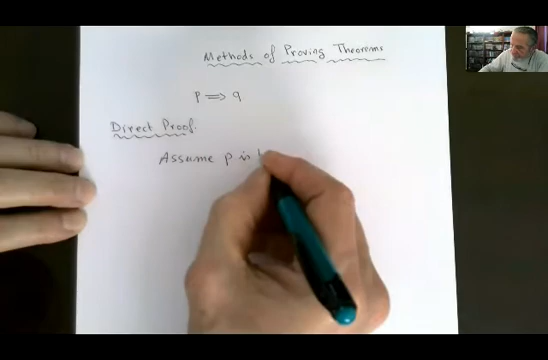 Methods of Proving Theorems
p ⟹ q
Direct Proof.
Assume p is t